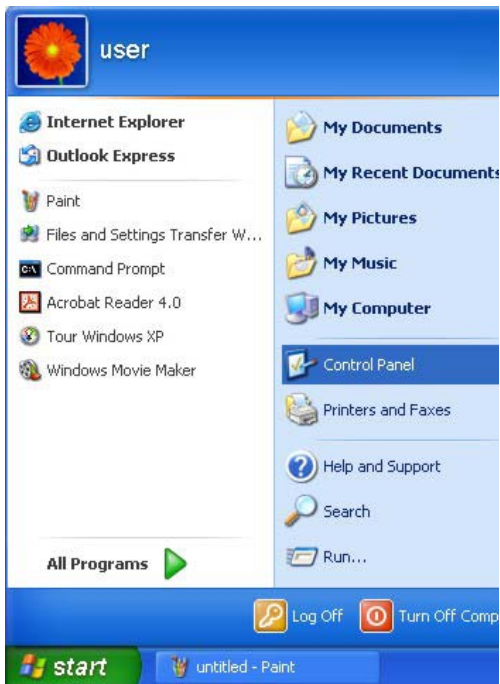 user
Internet Explorer
Outlook Express
Paint
Files and Settings Transfer W...
Command Prompt
Acrobat Reader 4.0
Tour Windows XP
Windows Movie Maker
All Programs
My Documents
My Recent Documents
My Pictures
My Music
My Computer
Control Panel
Printers and Faxes
Help and Support
Search
Run...
Log Off
Turn Off Comp
start
untitled - Paint